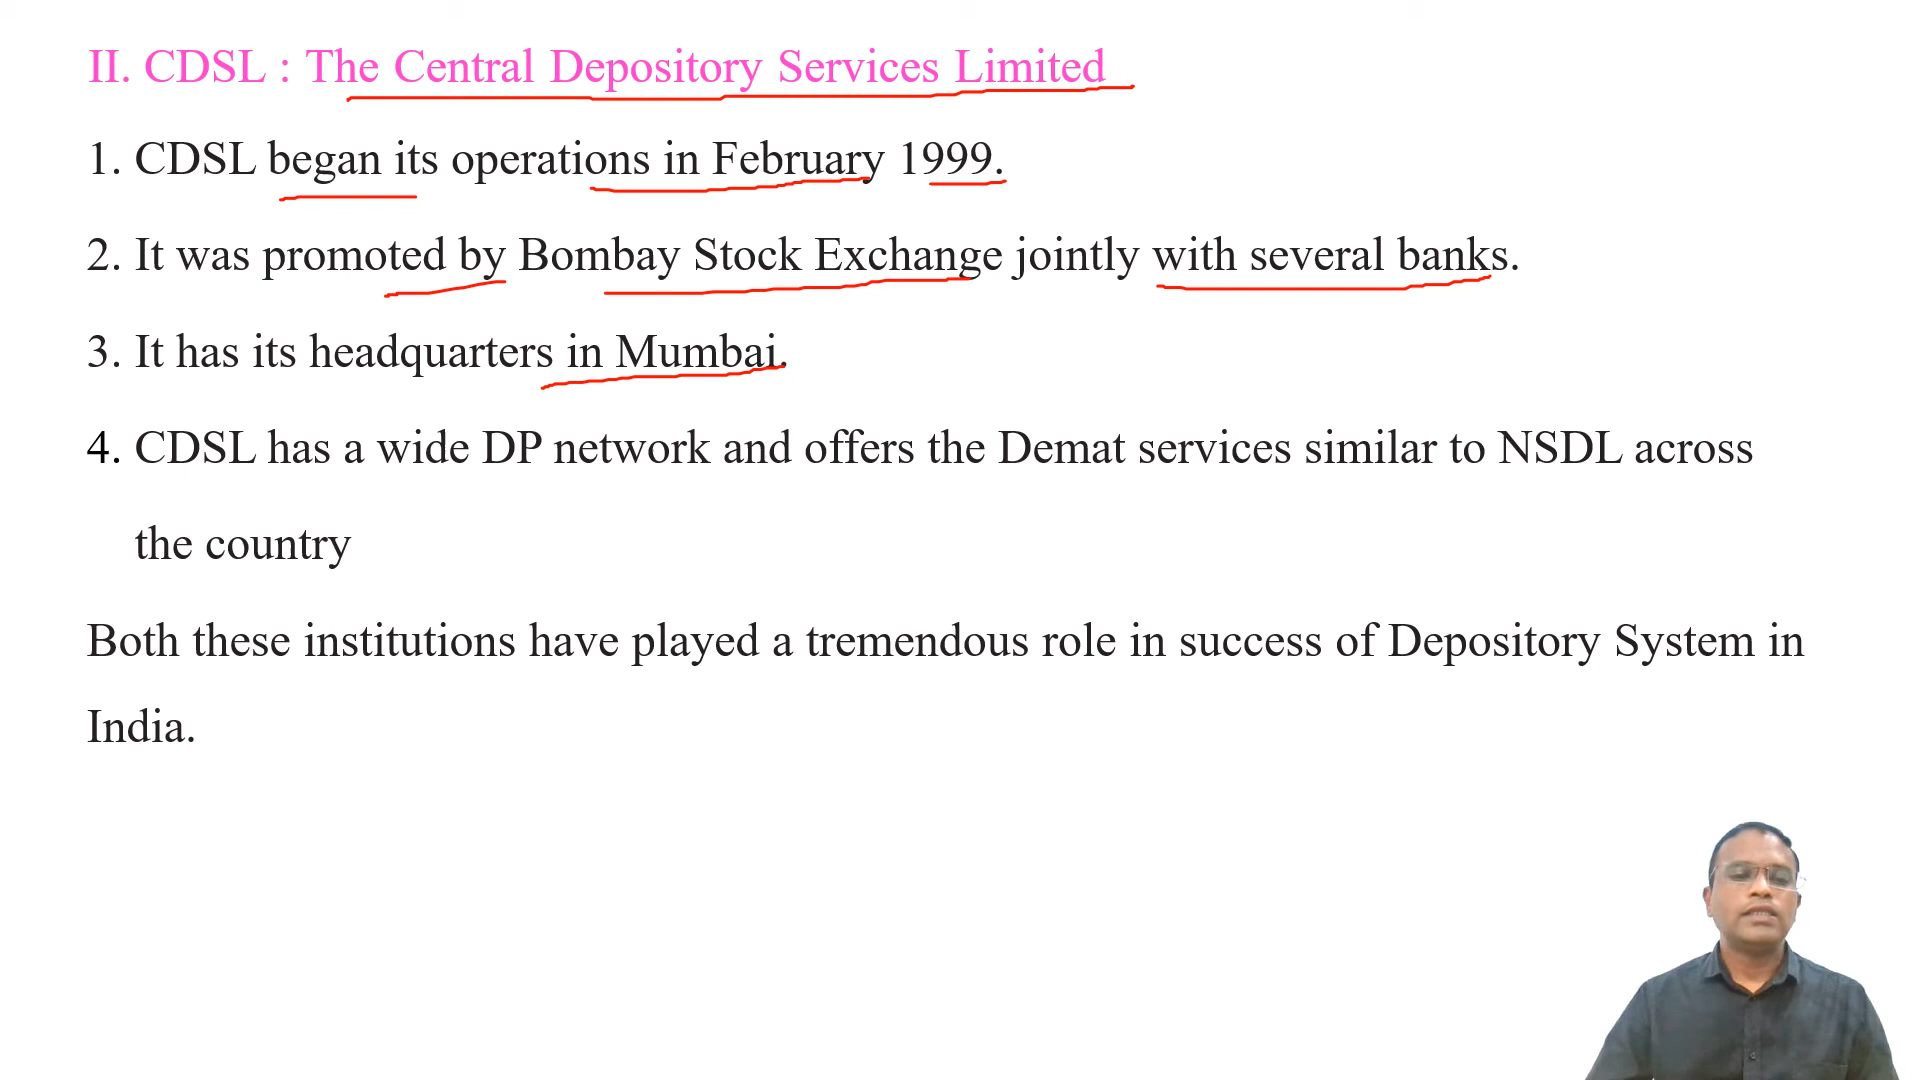 II. CDSL : The Central Depository Services Limited
1. CDSL began its operations in February 1999.
2. It was promoted by Bombay Stock Exchange jointly with several banks.
3. It has its headquarters in Mumbai.
4. CDSL has a wide DP network and offers the Demat services similar to NSDL across
the country
Both these institutions have played a tremendous role in success of Depository System in
India.